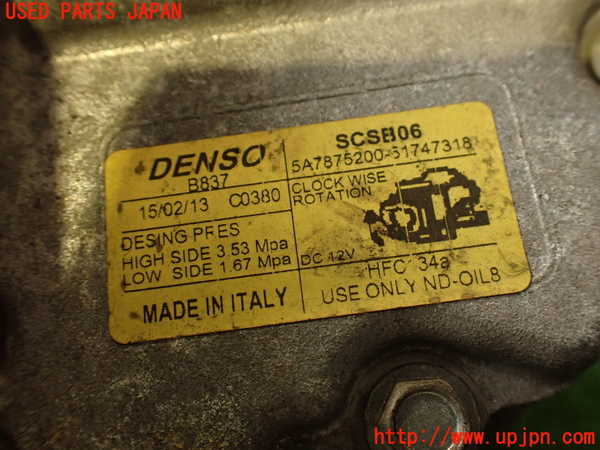 USED PARTS JAPAN
DENSO
B837
15/02/13 C0380
DESING PRES
HIGH SIDE 3.53 Mpa
LOW SIDE 1.67 Mpa
MADE IN ITALY
SCSB06
5A7875200-51747318
CLOCK WISE
ROTATION
DC 12V
HFC 134a
USE ONLY ND-OIL8
http://www.upjpn.com/